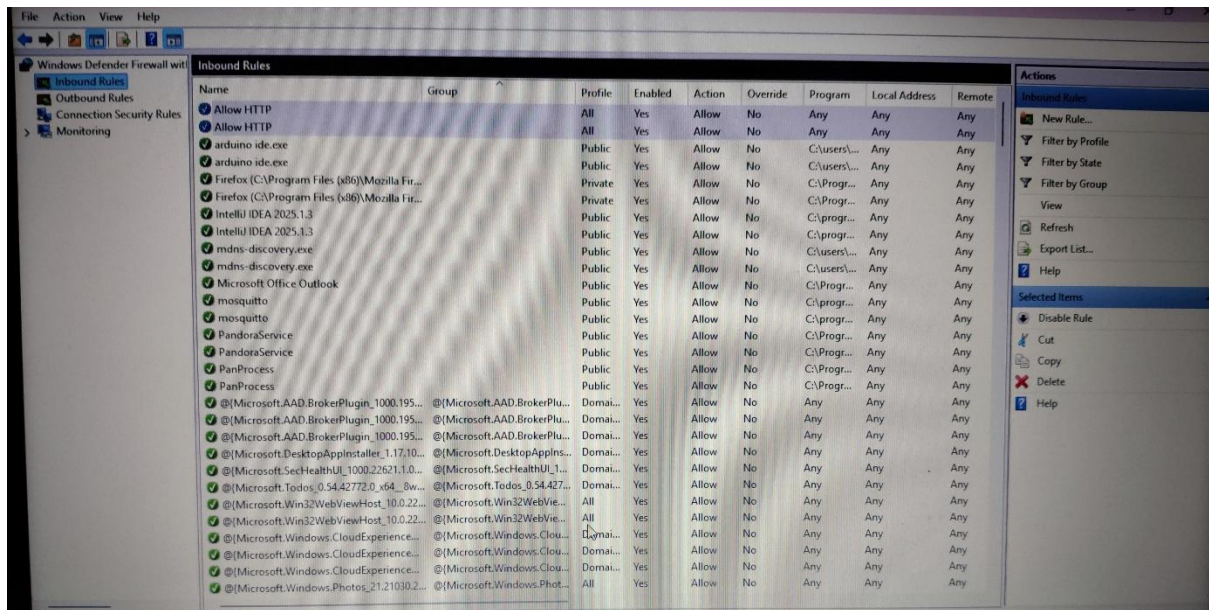 File Action View Help
Windows Defender Firewall wit
Inbound Rules
Outbound Rules
Connection Security Rules
Monitoring
Inbound Rules
Name Group Profile Enabled Action Override Program Local Address Remote
Allow HTTP All Yes Allow No Any Any Any
Allow HTTP All Yes Allow No Any Any Any
arduino ide.exe Public Yes Allow No C:\users\... Any Any
arduino ide.exe Public Yes Allow No C:\users\... Any Any
Firefox (C:\Program Files (x86)\Mozilla Fir... Private Yes Allow No C:\Progr... Any Any
Firefox (C:\Program Files (x86)\Mozilla Fir... Private Yes Allow No C:\Progr... Any Any
IntelliJ IDEA 2025.1.3 Public Yes Allow No C:\progr... Any Any
IntelliJ IDEA 2025.1.3 Public Yes Allow No C:\progr... Any Any
mdns-discovery.exe Public Yes Allow No C:\users\... Any Any
mdns-discovery.exe Public Yes Allow No C:\users\... Any Any
Microsoft Office Outlook Public Yes Allow No C:\Progr... Any Any
mosquitto Public Yes Allow No C:\progr... Any Any
mosquitto Public Yes Allow No C:\progr... Any Any
PandoraService Public Yes Allow No C:\Progr... Any Any
PandoraService Public Yes Allow No C:\Progr... Any Any
PanProcess Public Yes Allow No C:\Progr... Any Any
PanProcess Public Yes Allow No C:\Progr... Any Any
@{Microsoft.AAD.BrokerPlugin_1000.195... @{Microsoft.AAD.BrokerPlu... Domai... Yes Allow No Any Any Any
@{Microsoft.AAD.BrokerPlugin_1000.195... @{Microsoft.AAD.BrokerPlu... Domai... Yes Allow No Any Any Any
@{Microsoft.AAD.BrokerPlugin_1000.195... @{Microsoft.AAD.BrokerPlu... Domai... Yes Allow No Any Any Any
@{Microsoft.DesktopAppInstaller_1.17.10... @{Microsoft.DesktopAppIns... Domai... Yes Allow No Any Any Any
@{Microsoft.SecHealthUI_1000.22621.1.0... @{Microsoft.SecHealthUI_1... Domai... Yes Allow No Any Any Any
@{Microsoft.Todos_0.54.42772.0_x64__8w... @{Microsoft.Todos_0.54.427... Domai... Yes Allow No Any Any Any
@{Microsoft.Win32WebViewHost_10.0.22... @{Microsoft.Win32WebVie... All Yes Allow No Any Any Any
@{Microsoft.Win32WebViewHost_10.0.22... @{Microsoft.Win32WebVie... All Yes Allow No Any Any Any
@{Microsoft.Windows.CloudExperience... @{Microsoft.Windows.Clou... Domai... Yes Allow No Any Any Any
@{Microsoft.Windows.CloudExperience... @{Microsoft.Windows.Clou... Domai... Yes Allow No Any Any Any
@{Microsoft.Windows.CloudExperience... @{Microsoft.Windows.Clou... Domai... Yes Allow No Any Any Any
@{Microsoft.Windows.Photos_21.21030.2... @{Microsoft.Windows.Phot... All Yes Allow No Any Any Any
Actions
Inbound Rules
New Rule...
Filter by Profile
Filter by State
Filter by Group
View
Refresh
Export List...
Help
Selected Items
Disable Rule
Cut
Copy
Delete
Help